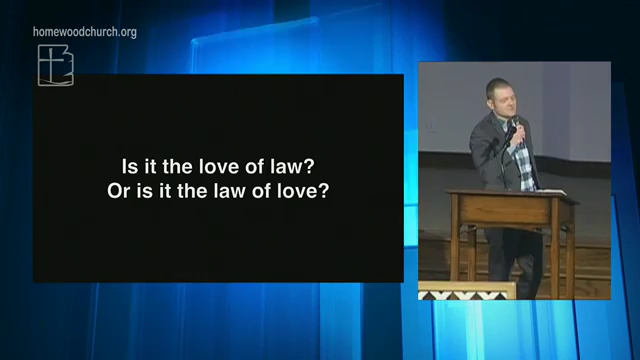 homewoodchurch.org
Is it the love of law?
Or is it the law of love?